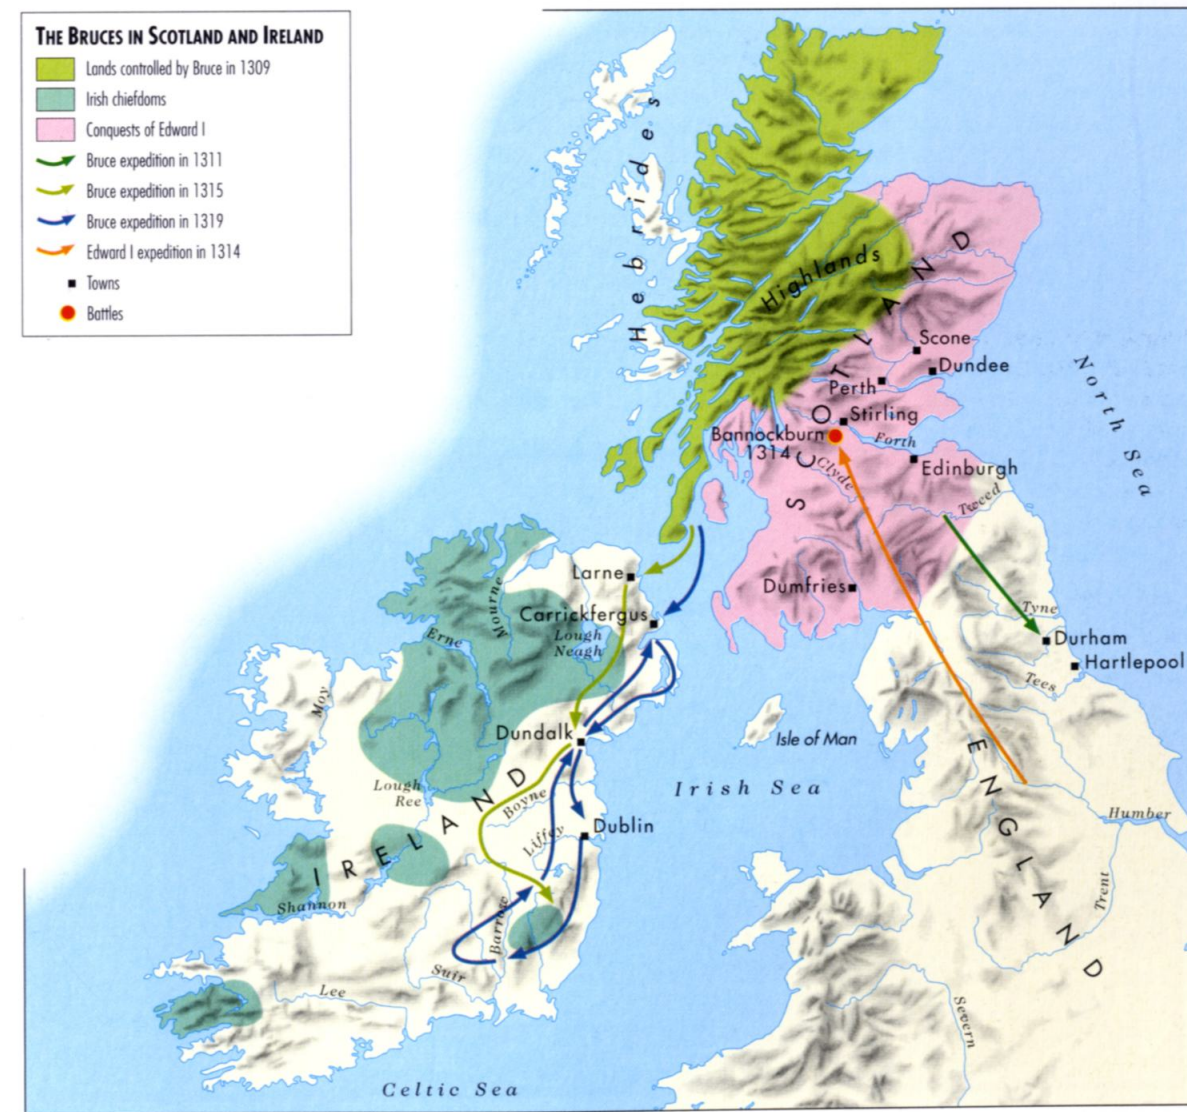 THE BRUCES IN SCOTLAND AND IRELAND
Lands controlled by Bruce in 1309
Irish chiefdoms
Conquests of Edward I
Bruce expedition in 1311
Bruce expedition in 1315
Bruce expedition in 1319
Edward I expedition in 1314
Towns
Battles
Hebrides
Highlands
SCOTLAND
Scone
Dundee
Perth
Stirling
Bannockburn
1314
Forth
Clyde
Edinburgh
Tweed
North Sea
Dumfries
Larne
Carrickfergus
Mourne
Erne
Lough
Neagh
Tyne
Durham
Hartlepool
Tees
Moy
Dundalk
Isle of Man
Irish Sea
Lough
Ree
IRELAND
Boyne
Liffey
Dublin
ENGLAND
Humber
Trent
Shannon
Barrow
Suir
Lee
Severn
Celtic Sea